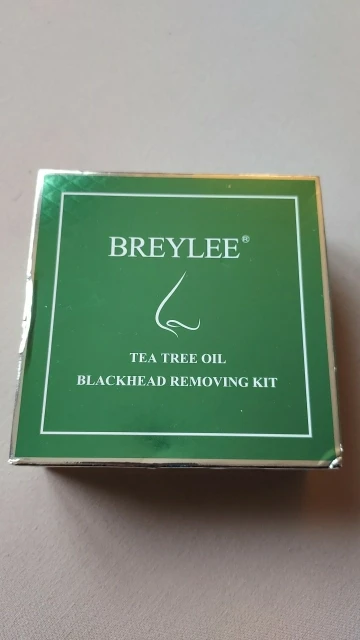 BREYLEE®
TEA TREE OIL
BLACKHEAD REMOVING KIT